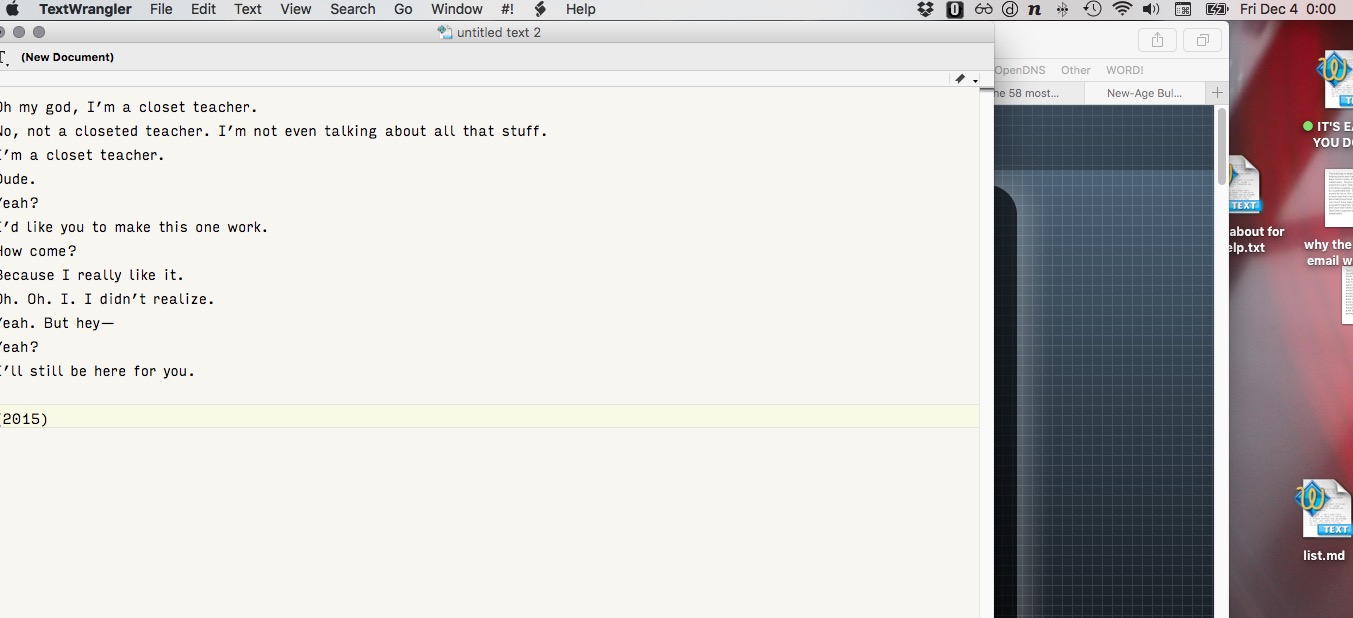 TextWrangler File Edit Text View Search Go Window #! Help Fri Dec 4 0:00
untitled text 2
(New Document)
OpenDNS Other WORD!
he 58 most... New-Age Bul...
Oh my god, I’m a closet teacher.
No, not a closeted teacher. I’m not even talking about all that stuff.
I’m a closet teacher.
Dude.
Yeah?
I’d like you to make this one work.
How come?
Because I really like it.
Oh. Oh. I. I didn’t realize.
Yeah. But hey—
Yeah?
I’ll still be here for you.
(2015)
IT'S EA
YOU DO
TEXT
about for
elp.txt
why the
email w
TEXT
list.md